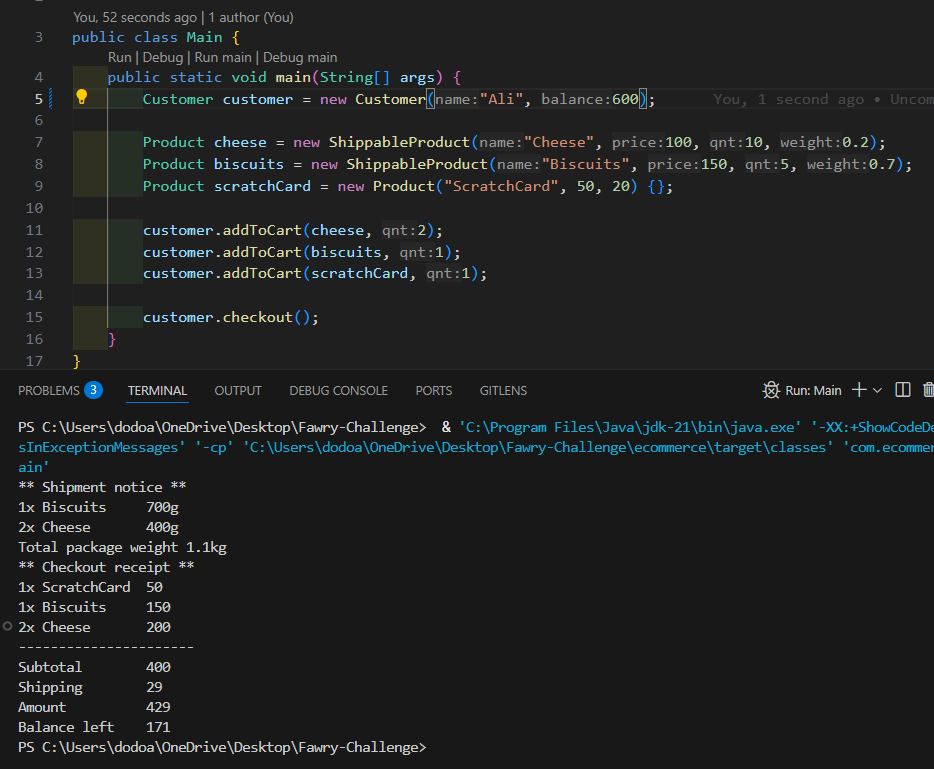 You, 52 seconds ago | 1 author (You)
3 public class Main {
Run | Debug | Run main | Debug main
4 public static void main(String[] args) {
5 Customer customer = new Customer(name:"Ali", balance:600); You, 1 second ago • Uncom
6
7 Product cheese = new ShippableProduct(name:"Cheese", price:100, qnt:10, weight:0.2);
8 Product biscuits = new ShippableProduct(name:"Biscuits", price:150, qnt:5, weight:0.7);
9 Product scratchCard = new Product("ScratchCard", 50, 20) {};
10
11 customer.addToCart(cheese, qnt:2);
12 customer.addToCart(biscuits, qnt:1);
13 customer.addToCart(scratchCard, qnt:1);
14
15 customer.checkout();
16 }
17 }
PROBLEMS 3 TERMINAL OUTPUT DEBUG CONSOLE PORTS GITLENS Run: Main
PS C:\Users\dodoa\OneDrive\Desktop\Fawry-Challenge> & 'C:\Program Files\Java\jdk-21\bin\java.exe' '-XX:+ShowCodeDe
sInExceptionMessages' '-cp' 'C:\Users\dodoa\OneDrive\Desktop\Fawry-Challenge\ecommerce\target\classes' 'com.ecommer
ain'
** Shipment notice **
1x Biscuits 700g
2x Cheese 400g
Total package weight 1.1kg
** Checkout receipt **
1x ScratchCard 50
1x Biscuits 150
2x Cheese 200
----------------------
Subtotal 400
Shipping 29
Amount 429
Balance left 171
PS C:\Users\dodoa\OneDrive\Desktop\Fawry-Challenge>